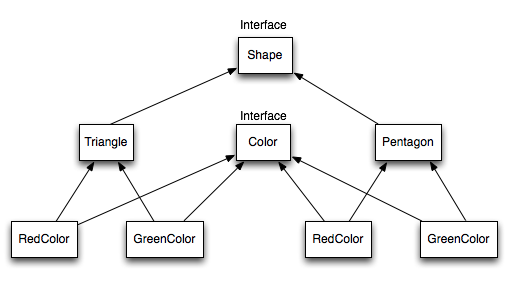 Interface
Shape
Interface
Triangle
Color
Pentagon
RedColor
GreenColor
RedColor
GreenColor